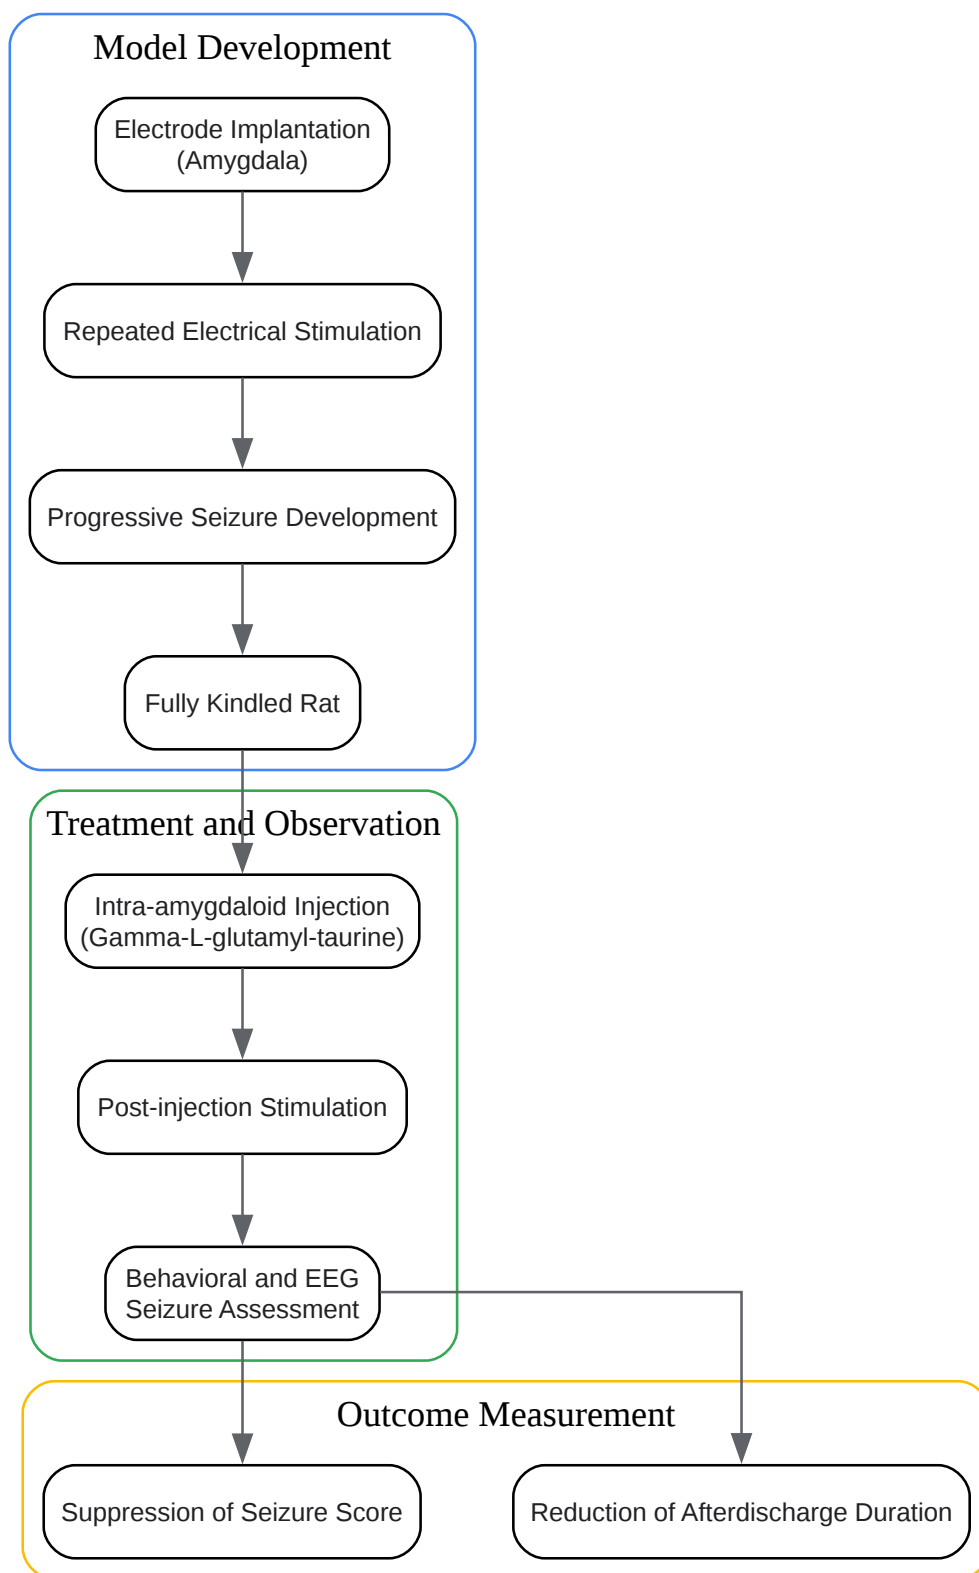 Model Development
Electrode Implantation
(Amygdala)
Repeated Electrical Stimulation
Progressive Seizure Development
Fully Kindled Rat
Treatment and Observation
Intra-amygdaloid Injection
(Gamma-L-glutamyl-taurine)
Post-injection Stimulation
Behavioral and EEG
Seizure Assessment
Outcome Measurement
Suppression of Seizure Score
Reduction of Afterdischarge Duration